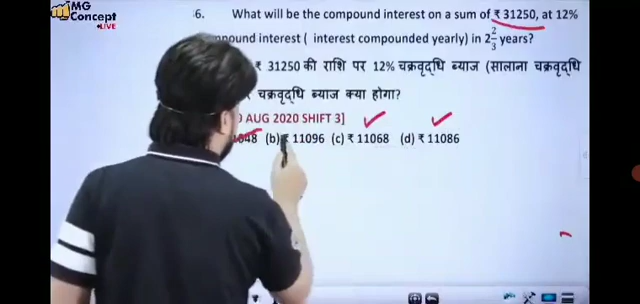 MG
Concept
LIVE
6. What will be the compound interest on a sum of ₹ 31250, at 12%
ound interest ( interest compounded yearly) in 2 2/3 years?
₹ 31250 की राशि पर 12% चक्रवृद्धि ब्याज (सालाना चक्रवृद्धि
चक्रवृद्धि ब्याज क्या होगा?
AUG 2020 SHIFT 3]
048 (b) ₹ 11096 (c) ₹ 11068 (d) ₹ 11086